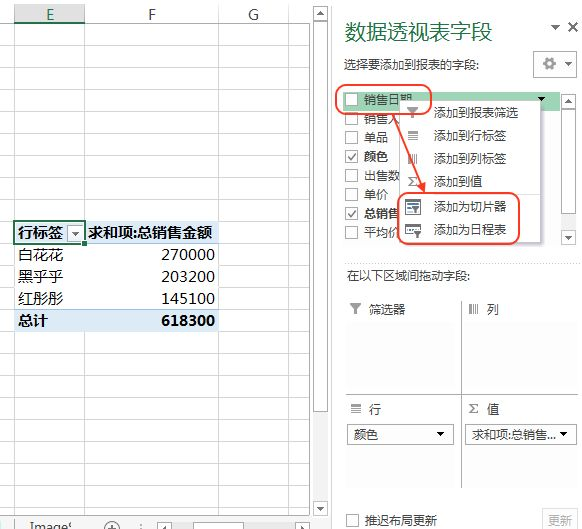 E F G
数据透视表字段
选择要添加到报表的字段:
销售日期
添加到报表筛选
销售人
添加到行标签
单品
添加到列标签
颜色
添加到值
出售数
添加为切片器
单价
添加为日程表
总销售
平均价
行标签 求和项:总销售金额
白花花 270000
黑乎乎 203200
红彤彤 145100
总计 618300
在以下区域间拖动字段:
筛选器 列
行 Σ 值
颜色 求和项:总销售...
推迟布局更新 更新
ImageS